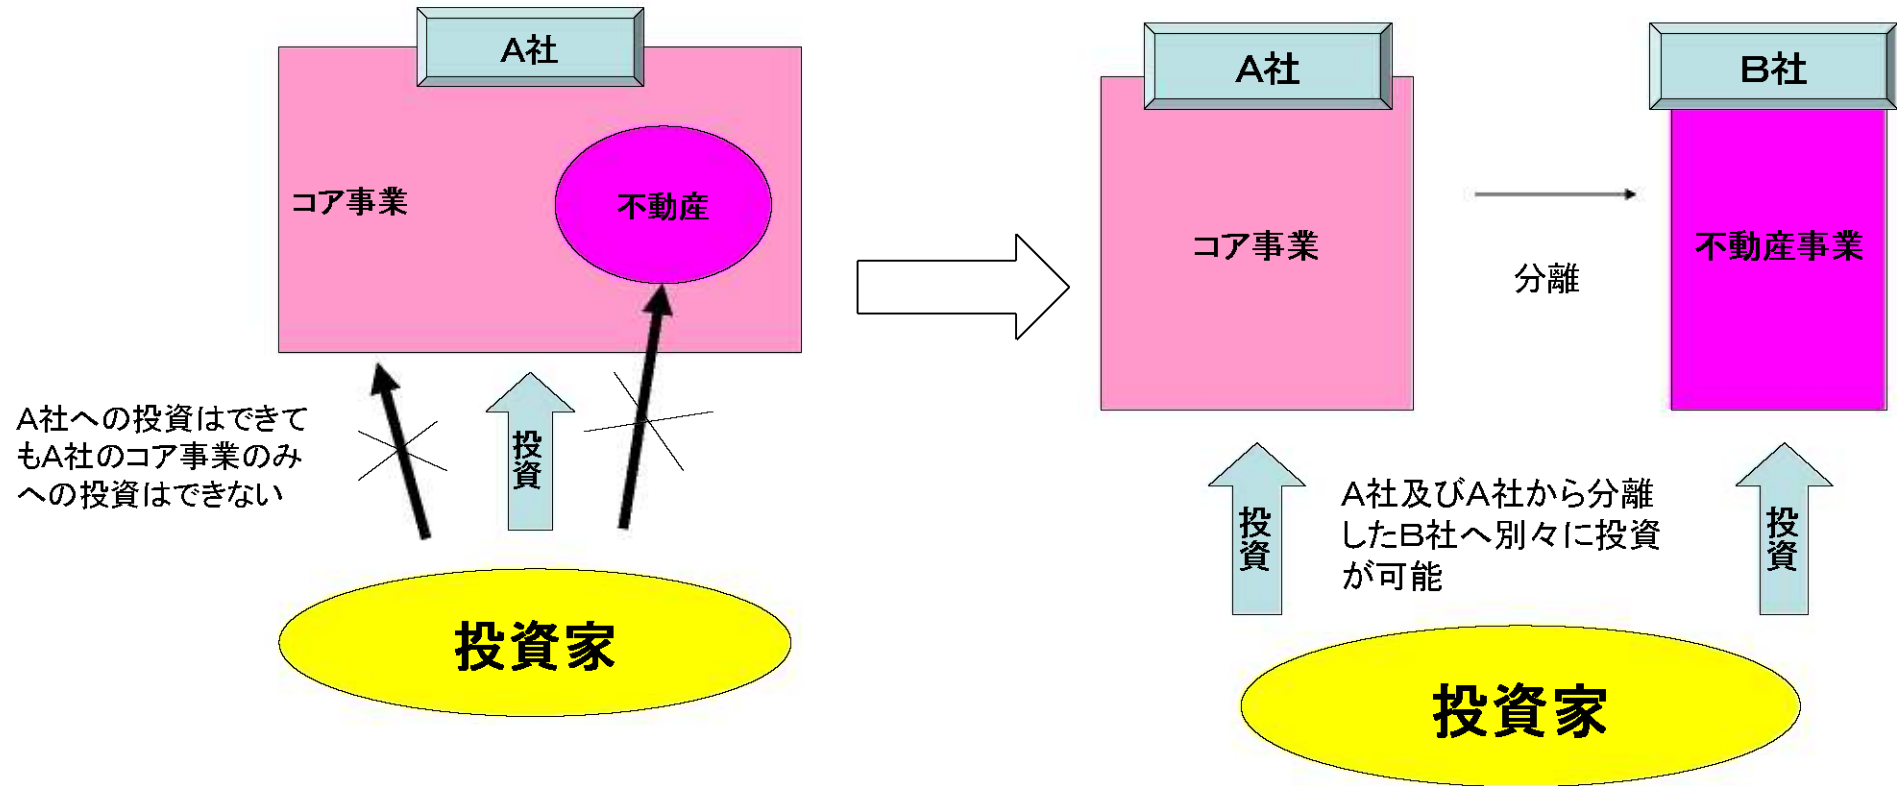 A社
コア事業
不動産
A社への投資はできて
もA社のコア事業のみ
への投資はできない
投資
投資家
A社
B社
コア事業
分離
不動産事業
投資
A社及びA社から分離
したB社へ別々に投資
が可能
投資
投資家